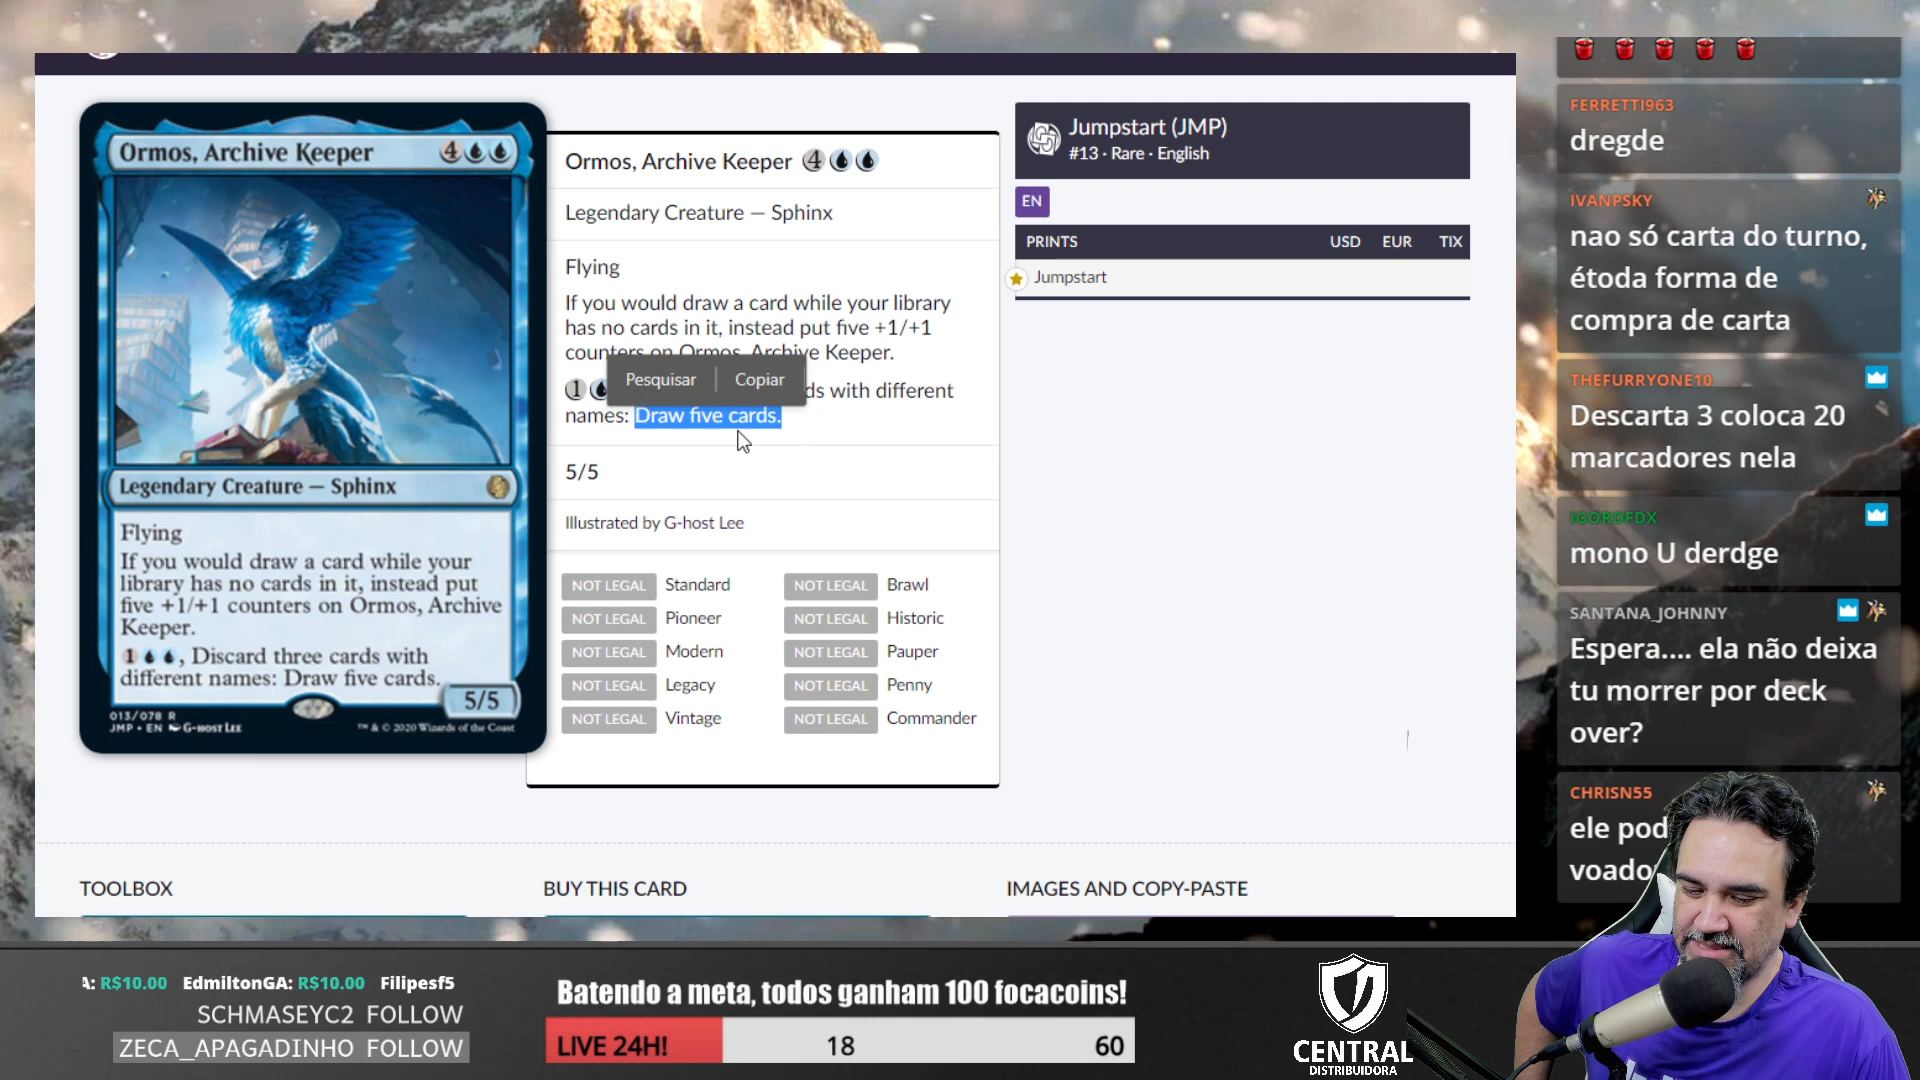 Ormos, Archive Keeper 4
Flying
If you would draw a card while your
library has no cards in it, instead put
five +1/+1 counters on Ormos, Archive
Keeper.
1 , Discard three cards with
different names: Draw five cards.
Legendary Creature — Sphinx
5/5
013/078 R
JMP • EN G-HOST LEE
™ & © 2020 Wizards of the Coast
Ormos, Archive Keeper 4
Legendary Creature — Sphinx
Flying
If you would draw a card while your library
has no cards in it, instead put five +1/+1
counters on Ormos, Archive Keeper.
Pesquisar
Copiar
1
ds with different
names: Draw five cards.
5/5
Illustrated by G-host Lee
NOT LEGAL Standard NOT LEGAL Brawl
NOT LEGAL Pioneer NOT LEGAL Historic
NOT LEGAL Modern NOT LEGAL Pauper
NOT LEGAL Legacy NOT LEGAL Penny
NOT LEGAL Vintage NOT LEGAL Commander
Jumpstart (JMP)
#13 · Rare · English
EN
PRINTS USD EUR TIX
Jumpstart
TOOLBOX
BUY THIS CARD
IMAGES AND COPY-PASTE
FERRETTI963
dregde
IVANPSKY
nao só carta do turno,
étoda forma de
compra de carta
THEFURRYONE10
Descarta 3 coloca 20
marcadores nela
IGORDFDX
mono U derdge
SANTANA_JOHNNY
Espera.... ela não deixa
tu morrer por deck
over?
CHRISN55
ele pod
voado
A: R$10.00 EdmiltonGA: R$10.00 Filipesf5
SCHMASEYC2 FOLLOW
ZECA_APAGADINHO FOLLOW
Batendo a meta, todos ganham 100 focacoins!
LIVE 24H! 18 60
CENTRAL
DISTRIBUIDORA